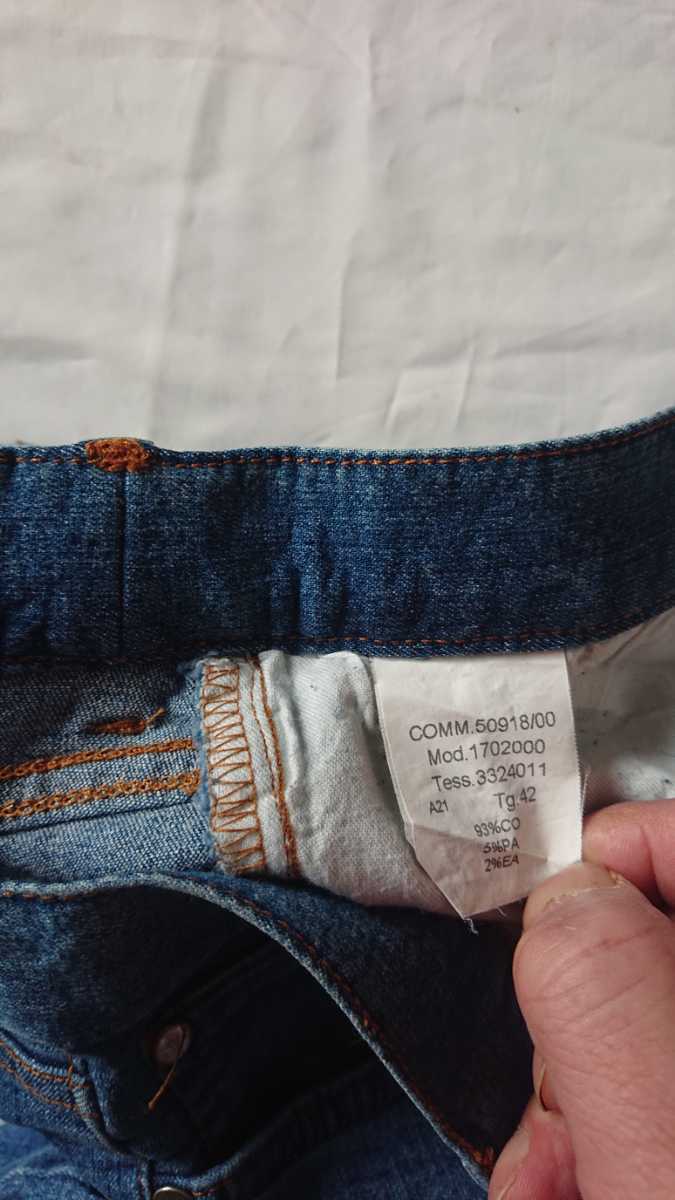 COMM.50918/00
Mod.1702000
Tess.3324011
A21 Tg.42
93%CO
5%PA
2%EA